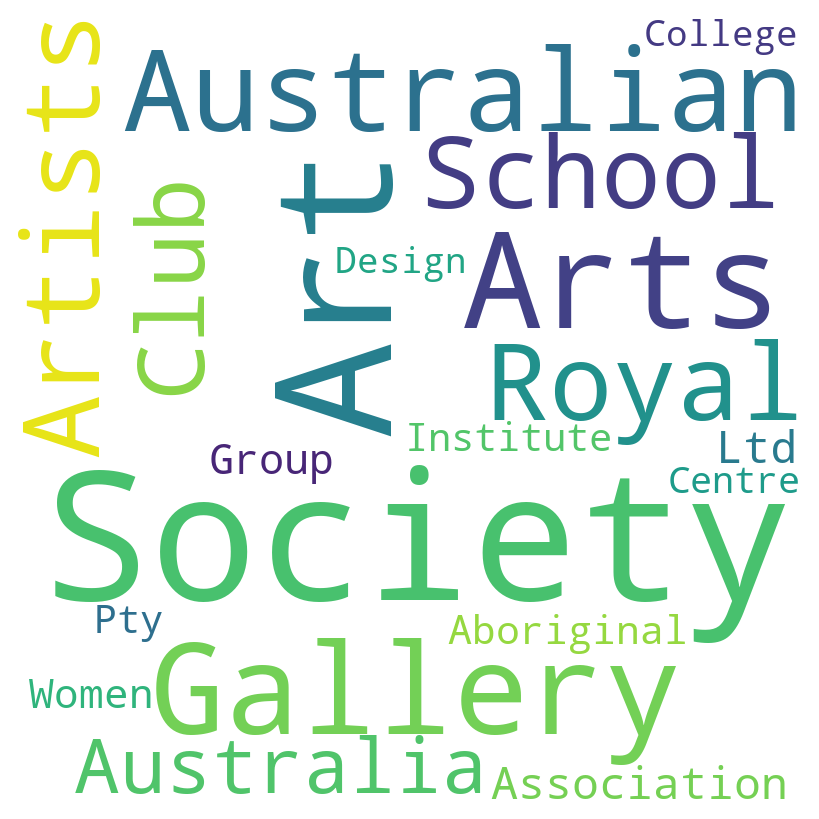 College
Australian
Artists
School
Club
Art
Arts
Design
Royal
Institute
Ltd
Group
Centre
Society
Pty
Aboriginal
Gallery
Women
Australia
Association